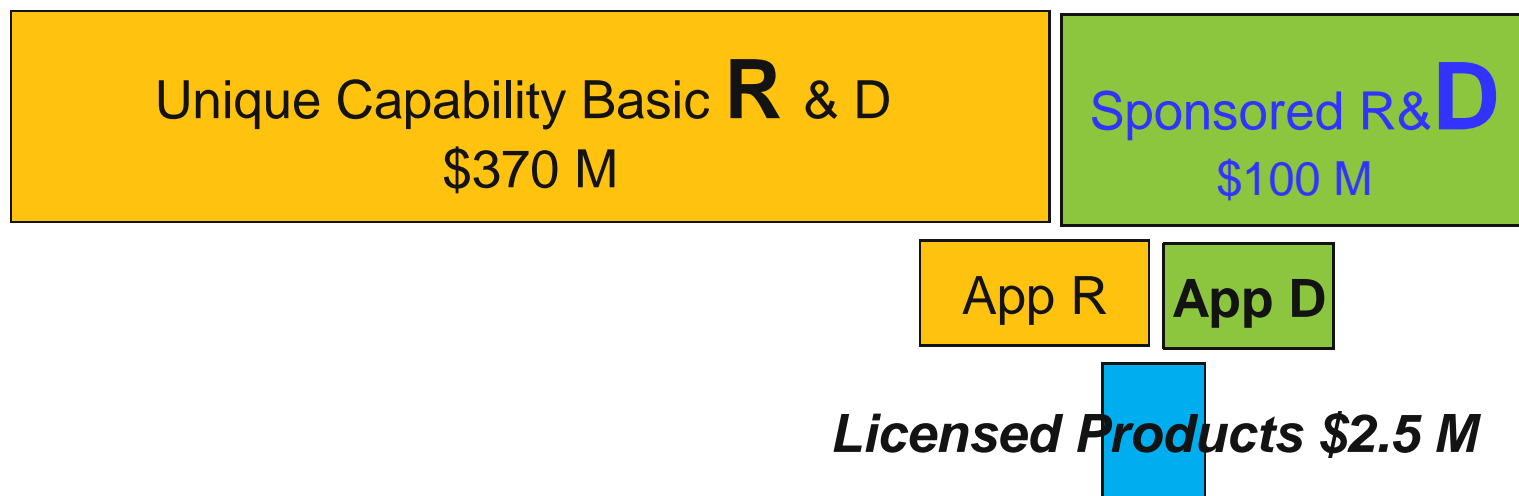 Unique Capability Basic R & D
$370 M
Sponsored R&D
$100 M
App R
App D
Licensed Products $2.5 M